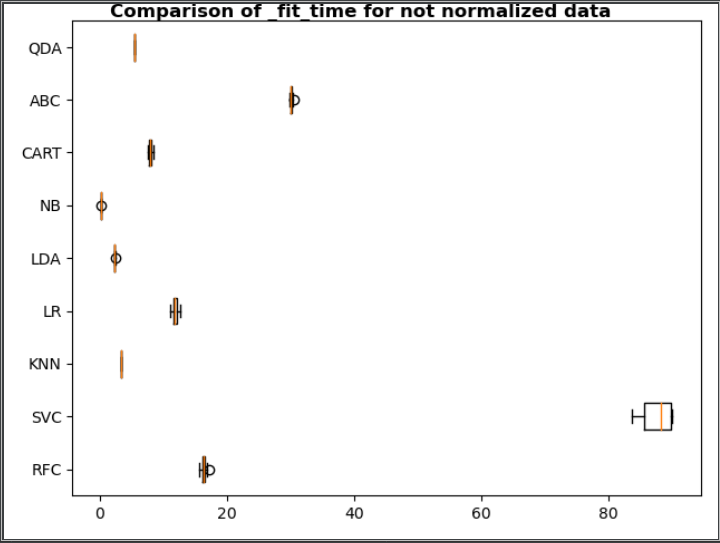 Comparison of _fit_time for not normalized data
QDA
ABC
CART
NB
LDA
LR
KNN
SVC
RFC
0 20 40 60 80